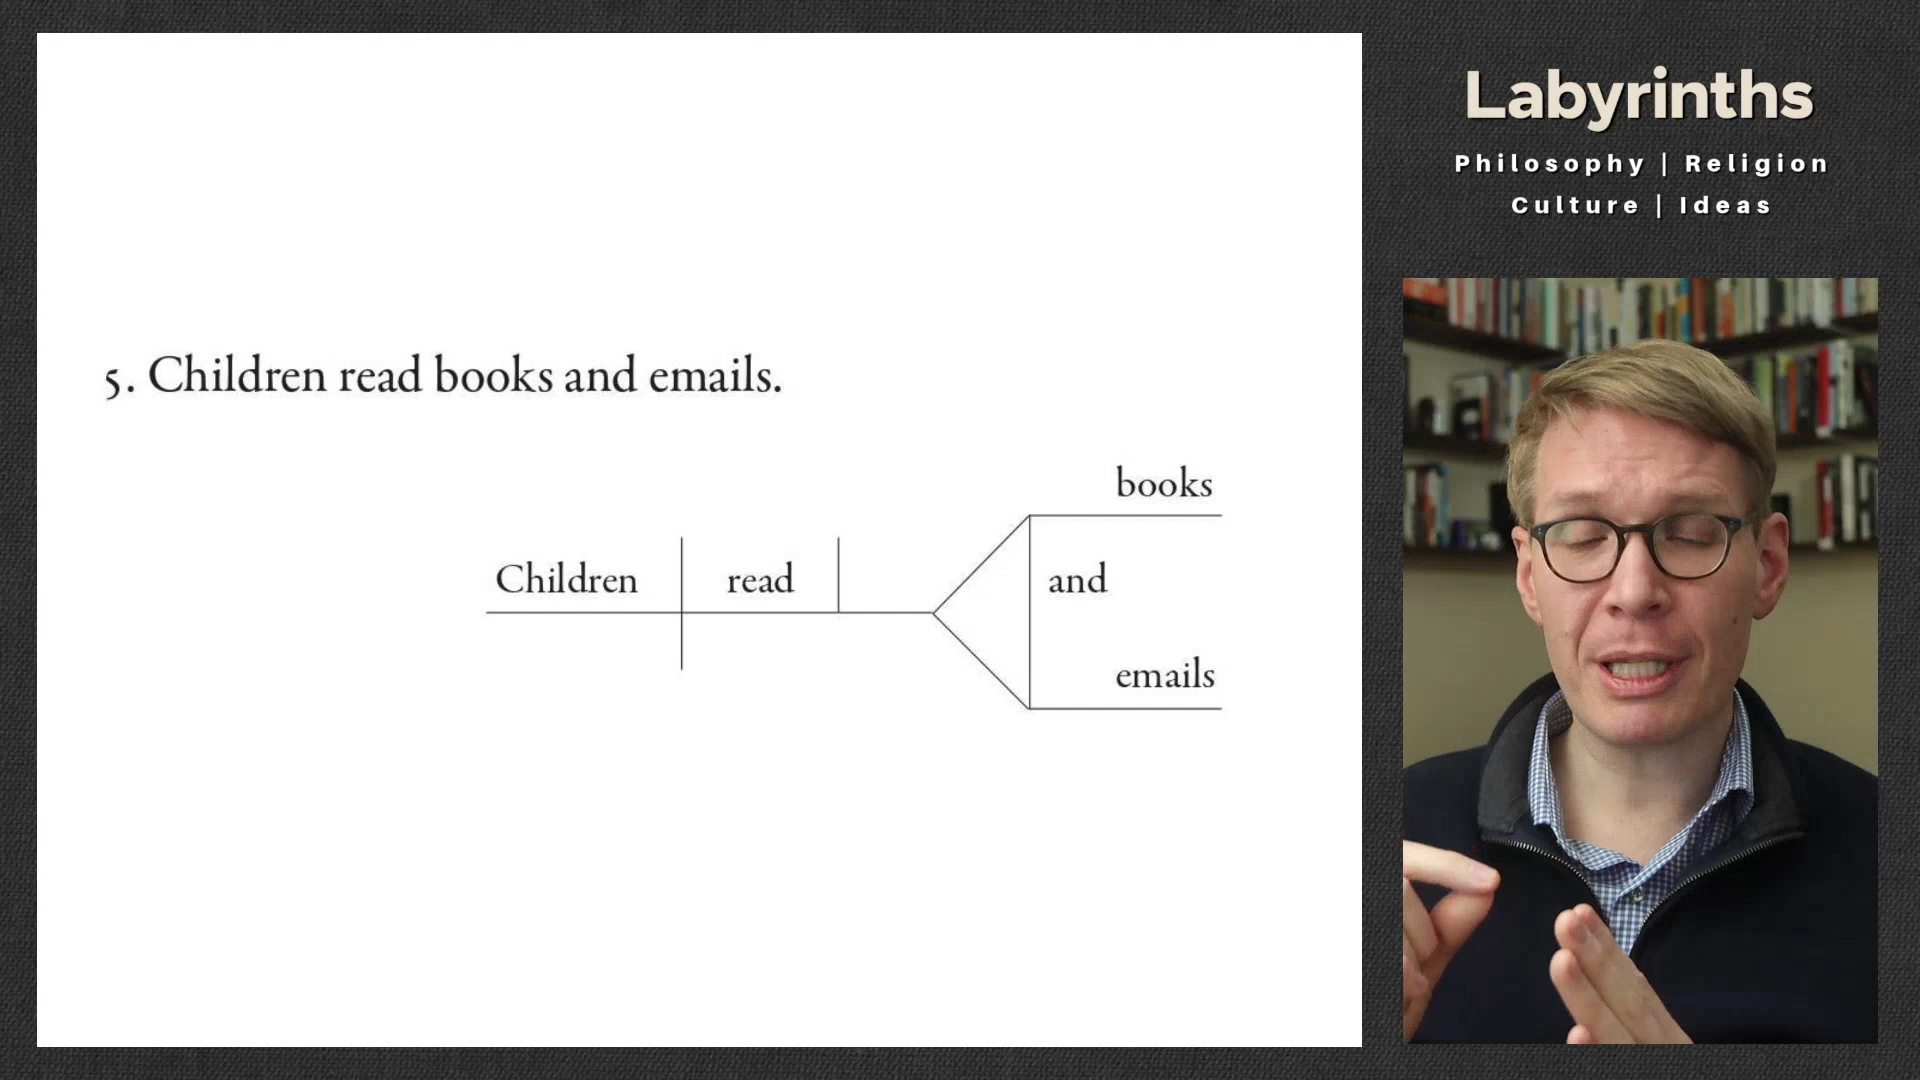 5. Children read books and emails.
books
Children read and
emails
Labyrinths
Philosophy | Religion
Culture | Ideas